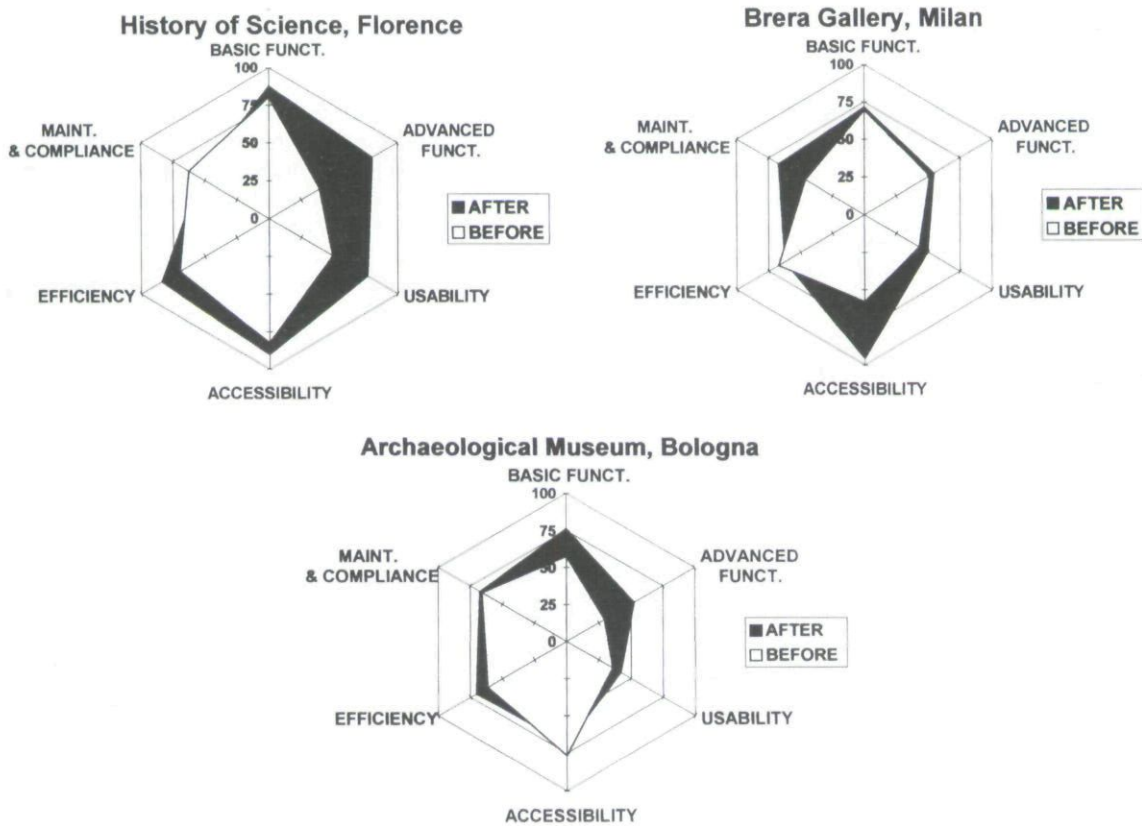 History of Science, Florence
BASIC FUNCT.
100
75
50
25
0
MAINT.
& COMPLIANCE
ADVANCED
FUNCT.
AFTER
BEFORE
EFFICIENCY
USABILITY
ACCESSIBILITY
Brera Gallery, Milan
BASIC FUNCT.
100
75
50
25
0
MAINT.
& COMPLIANCE
ADVANCED
FUNCT.
AFTER
BEFORE
EFFICIENCY
USABILITY
ACCESSIBILITY
Archaeological Museum, Bologna
BASIC FUNCT.
100
75
50
25
0
MAINT.
& COMPLIANCE
ADVANCED
FUNCT.
AFTER
BEFORE
EFFICIENCY
USABILITY
ACCESSIBILITY